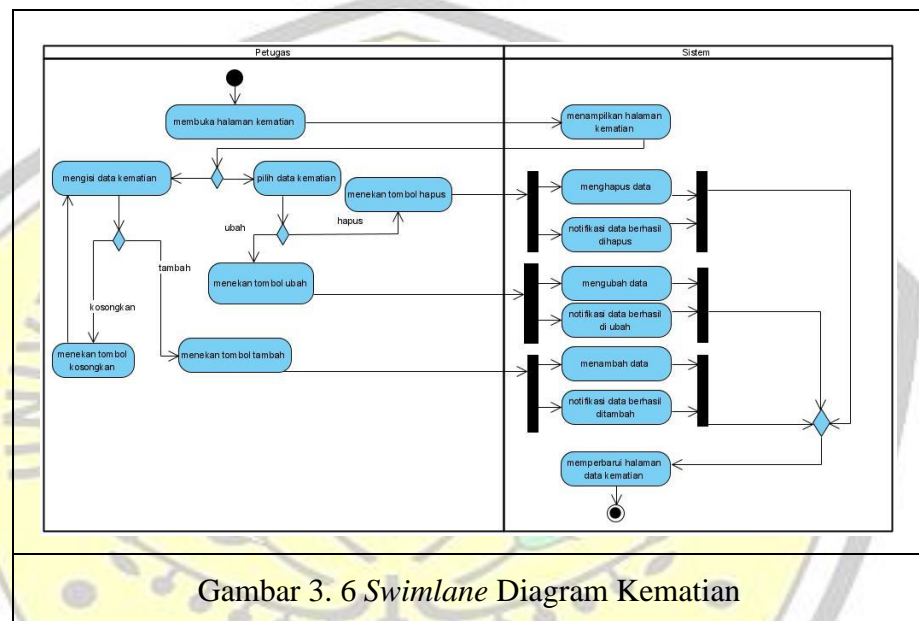 Petugas
Sistem
membuka halaman kematian
menampilkan halaman
kematian
mengisi data kematian
pilih data kematian
menekan tombol hapus
menghapus data
ubah
hapus
notifikasi data berhasil
dihapus
tambah
menekan tombol ubah
mengubah data
kosongkan
notifikasi data berhasil
di ubah
menekan tombol
kosongkan
menekan tombol tambah
menambah data
notifikasi data berhasil
ditambah
memperbarui halaman
data kematian
Gambar 3. 6 Swimlane Diagram Kematian